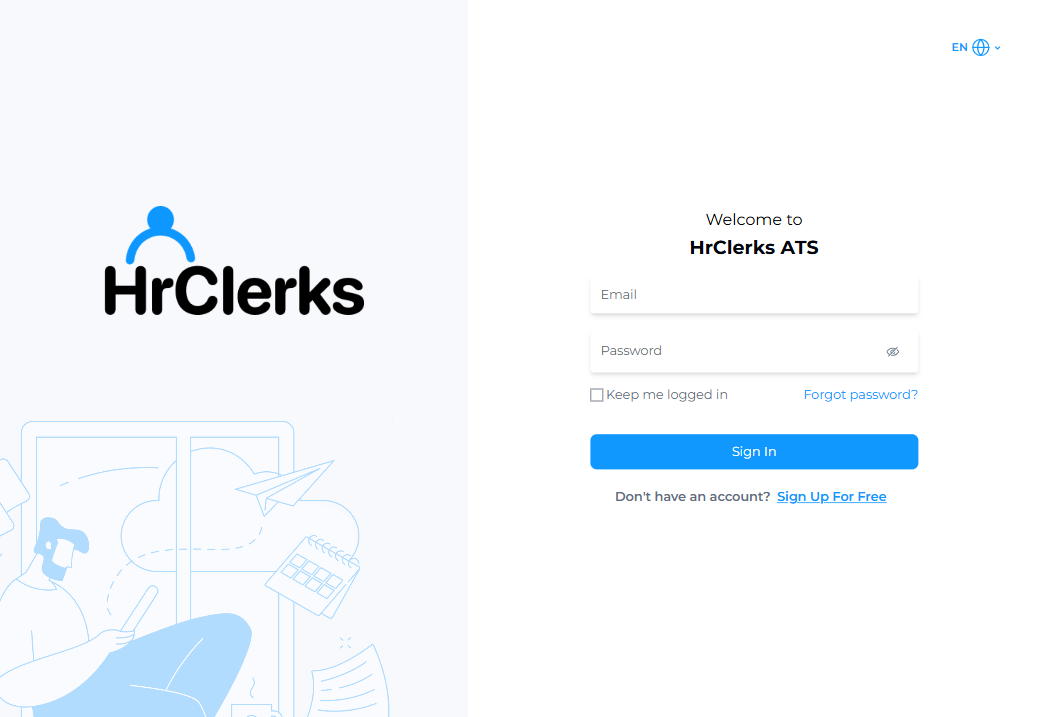 EN
HrClerks
Welcome to
HrClerks ATS
Email
Password
Keep me logged in
Forgot password?
Sign In
Don't have an account? Sign Up For Free